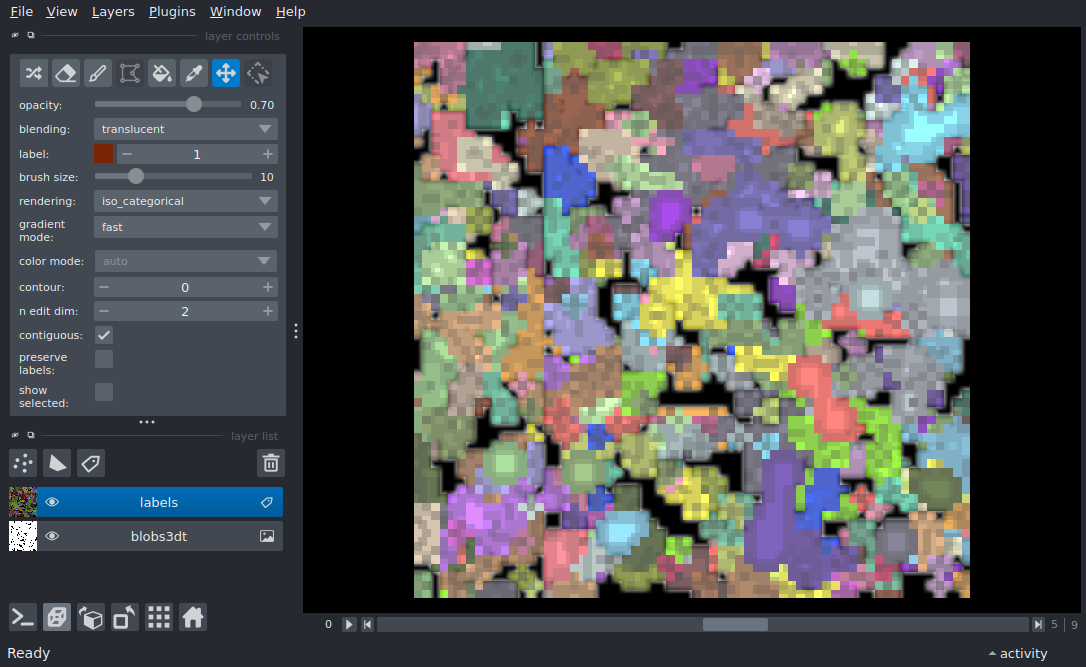 File View Layers Plugins Window Help
layer controls
opacity: 0.70
blending: translucent
label: 1
brush size: 10
rendering: iso_categorical
gradient
mode: fast
color mode: auto
contour: 0
n edit dim: 2
contiguous:
preserve
labels:
show
selected:
layer list
labels
blobs3dt
0 5 | 9
Ready activity